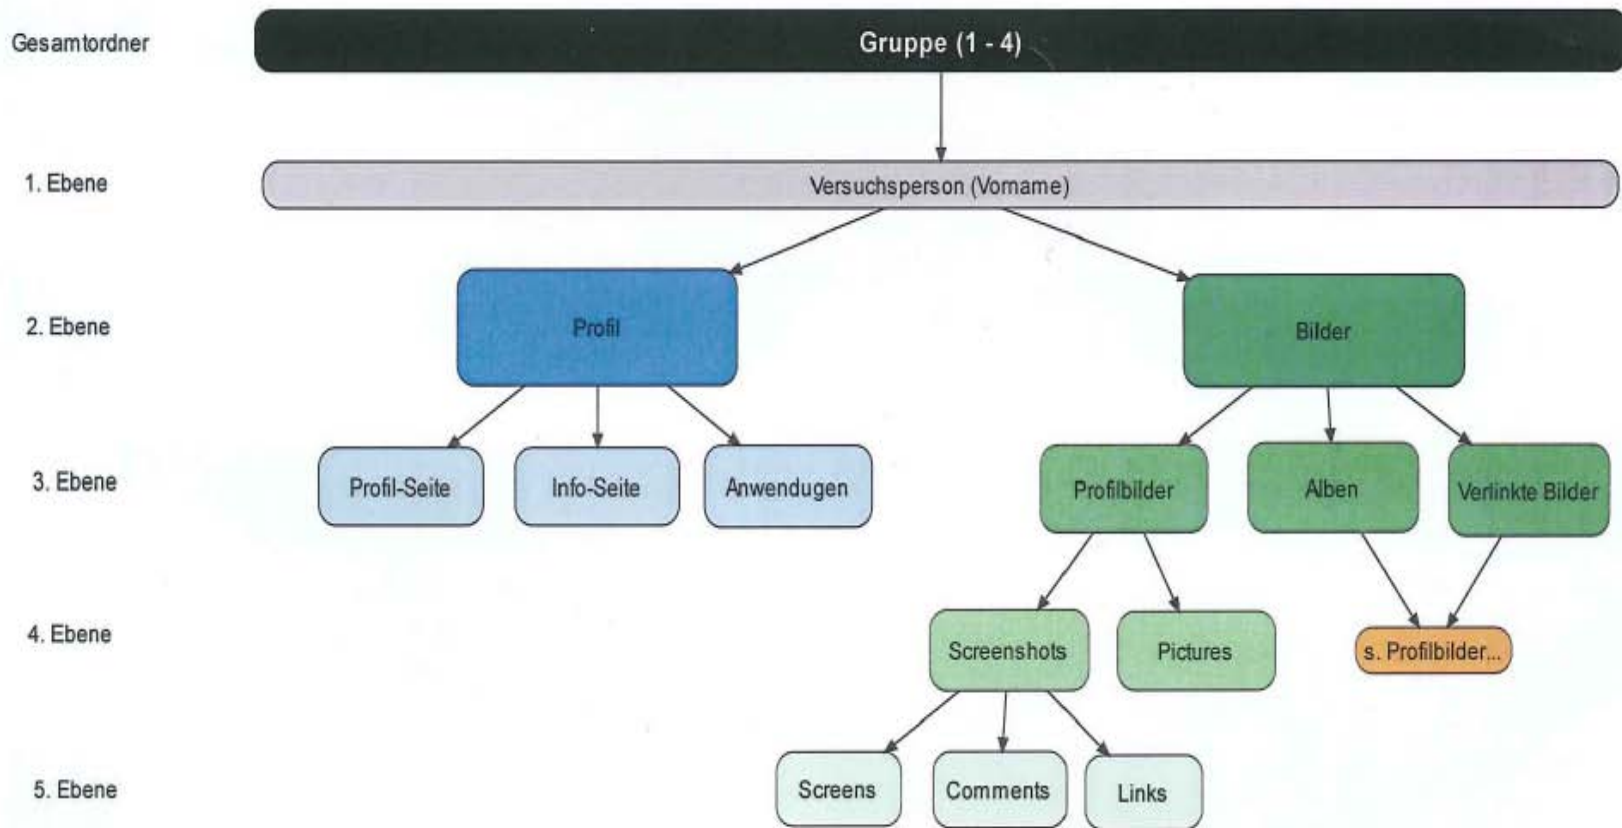 Gesamtordner
Gruppe (1 - 4)
1. Ebene
Versuchsperson (Vorname)
2. Ebene
Profil
Bilder
3. Ebene
Profil-Seite
Info-Seite
Anwendugen
Profilbilder
Alben
Verlinkte Bilder
4. Ebene
Screenshots
Pictures
s. Profilbilder...
5. Ebene
Screens
Comments
Links